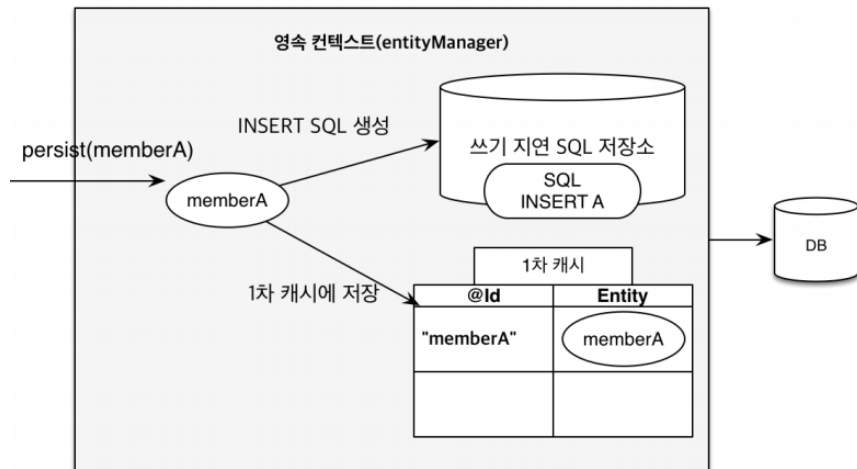 영속 컨텍스트(entityManager)
INSERT SQL 생성
persist(memberA)
쓰기 지연 SQL 저장소
SQL
INSERT A
memberA
DB
1차 캐시
1차 캐시에 저장
@Id
Entity
"memberA"
memberA